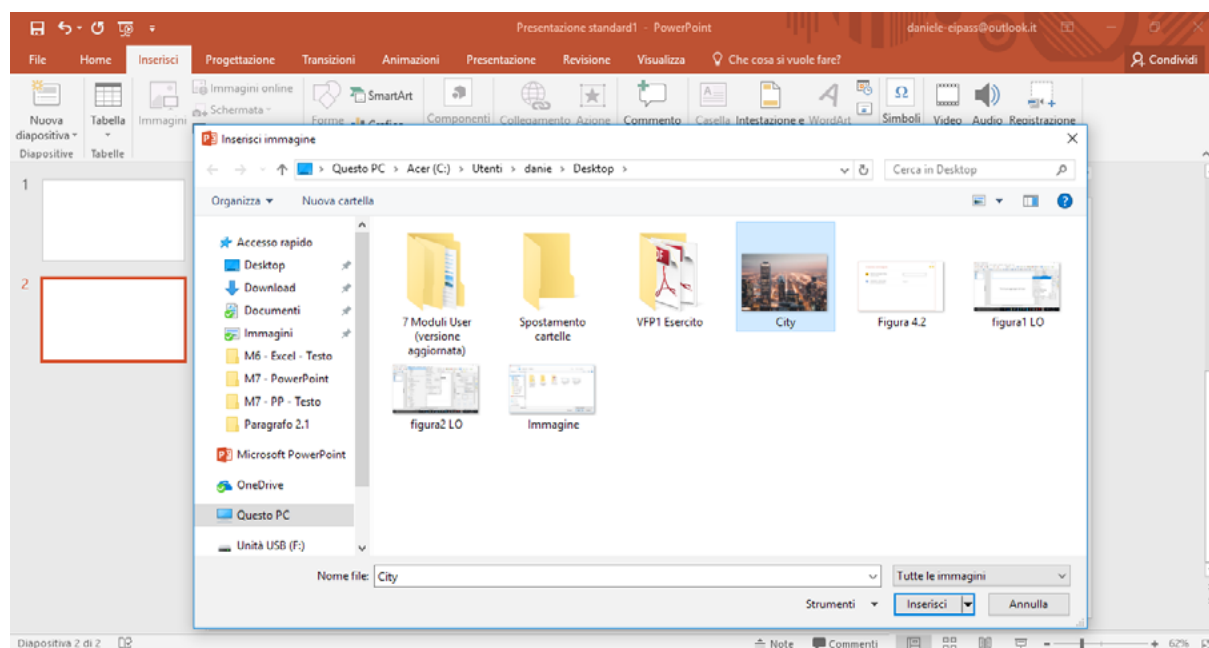 Presentazione standard1 - PowerPoint
daniele-eipass@outlook.it
File Home Inserisci Progettazione Transizioni Animazioni Presentazione Revisione Visualizza Che cosa si vuole fare? Condividi
Immagini online
SmartArt
Schermata
Nuova diapositiva
Tabella
Immagini
Forme
Grafico
Componenti
Collegamento
Azione
Commento
Casella
Intestazione e
WordArt
Simboli
Video
Audio
Registrazione
Diapositive
Tabelle
Inserisci immagine
Questo PC > Acer (C:) > Utenti > danie > Desktop >
Cerca in Desktop
Organizza
Nuova cartella
Accesso rapido
Desktop
Download
Documenti
Immagini
M6 - Excel - Testo
M7 - PowerPoint
M7 - PP - Testo
Paragrafo 2.1
Microsoft PowerPoint
OneDrive
Questo PC
Unità USB (F:)
7 Moduli User
(versione
aggiornata)
Spostamento
cartelle
VFP1 Esercito
City
Figura 4.2
figura1 LO
figura2 LO
Immagine
Nome file: City
Tutte le immagini
Strumenti
Inserisci
Annulla
1
2
Diapositiva 2 di 2
Note
Commenti
62%